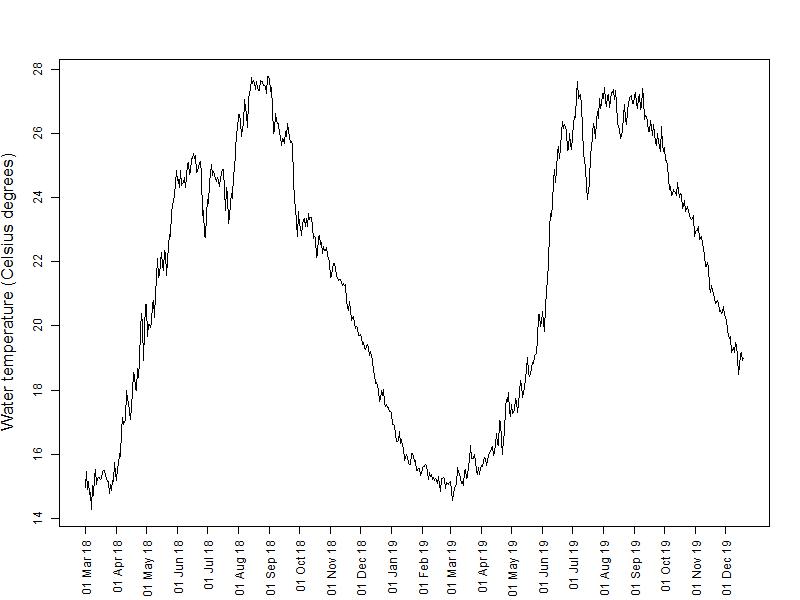 Water temperature (Celsius degrees)
28
26
24
22
20
18
16
14
01 Mar 18
01 Apr 18
01 May 18
01 Jun 18
01 Jul 18
01 Aug 18
01 Sep 18
01 Oct 18
01 Nov 18
01 Dec 18
01 Jan 19
01 Feb 19
01 Mar 19
01 Apr 19
01 May 19
01 Jun 19
01 Jul 19
01 Aug 19
01 Sep 19
01 Oct 19
01 Nov 19
01 Dec 19